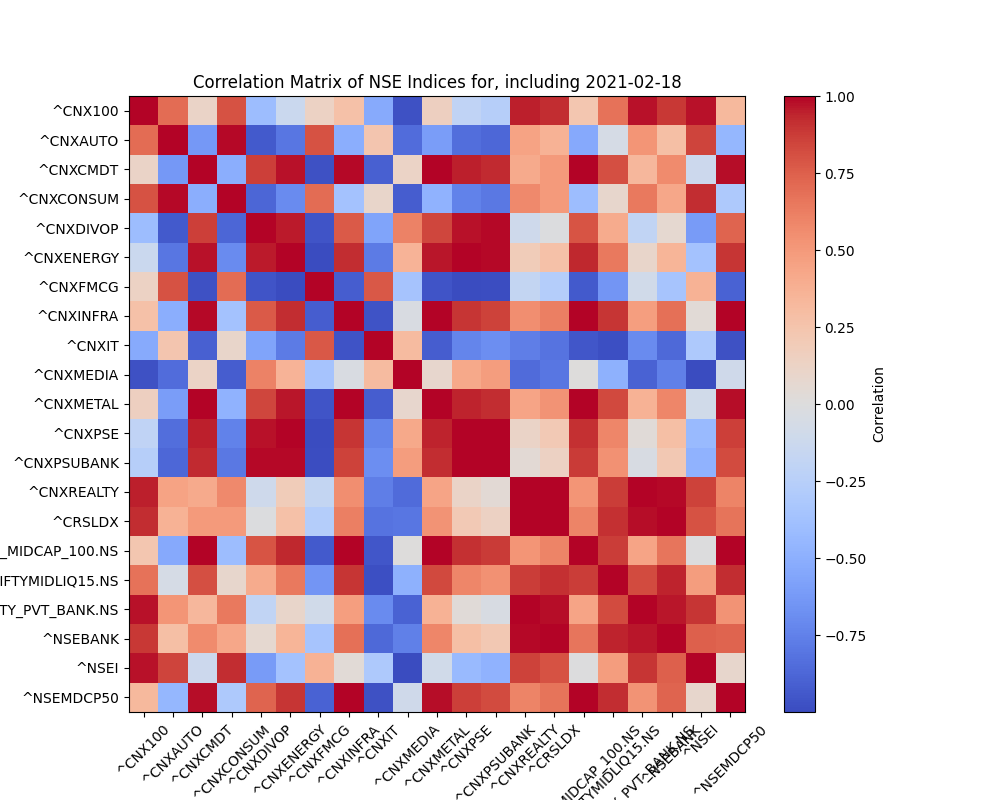 Correlation Matrix of NSE Indices for, including 2021-02-18
^CNX100
^CNXAUTO
^CNXCMDT
^CNXCONSUM
^CNXDIVOP
^CNXENERGY
^CNXFMCG
^CNXINFRA
^CNXIT
^CNXMEDIA
^CNXMETAL
^CNXPSE
^CNXPSUBANK
^CNXREALTY
^CRSLDX
_MIDCAP_100.NS
IFTYMIDLIQ15.NS
TY_PVT_BANK.NS
^NSEBANK
^NSEI
^NSEMDCP50
^CNX100
^CNXAUTO
^CNXCMDT
^CNXCONSUM
^CNXDIVOP
^CNXENERGY
^CNXFMCG
^CNXINFRA
^CNXIT
^CNXMEDIA
^CNXMETAL
^CNXPSE
^CNXPSUBANK
^CNXREALTY
^CRSLDX
MIDCAP_100.NS
TYMIDLIQ15.NS
PVT_BANK.NS
^NSEBANK
^NSEI
^NSEMDCP50
1.00
0.75
0.50
0.25
0.00
−0.25
−0.50
−0.75
Correlation